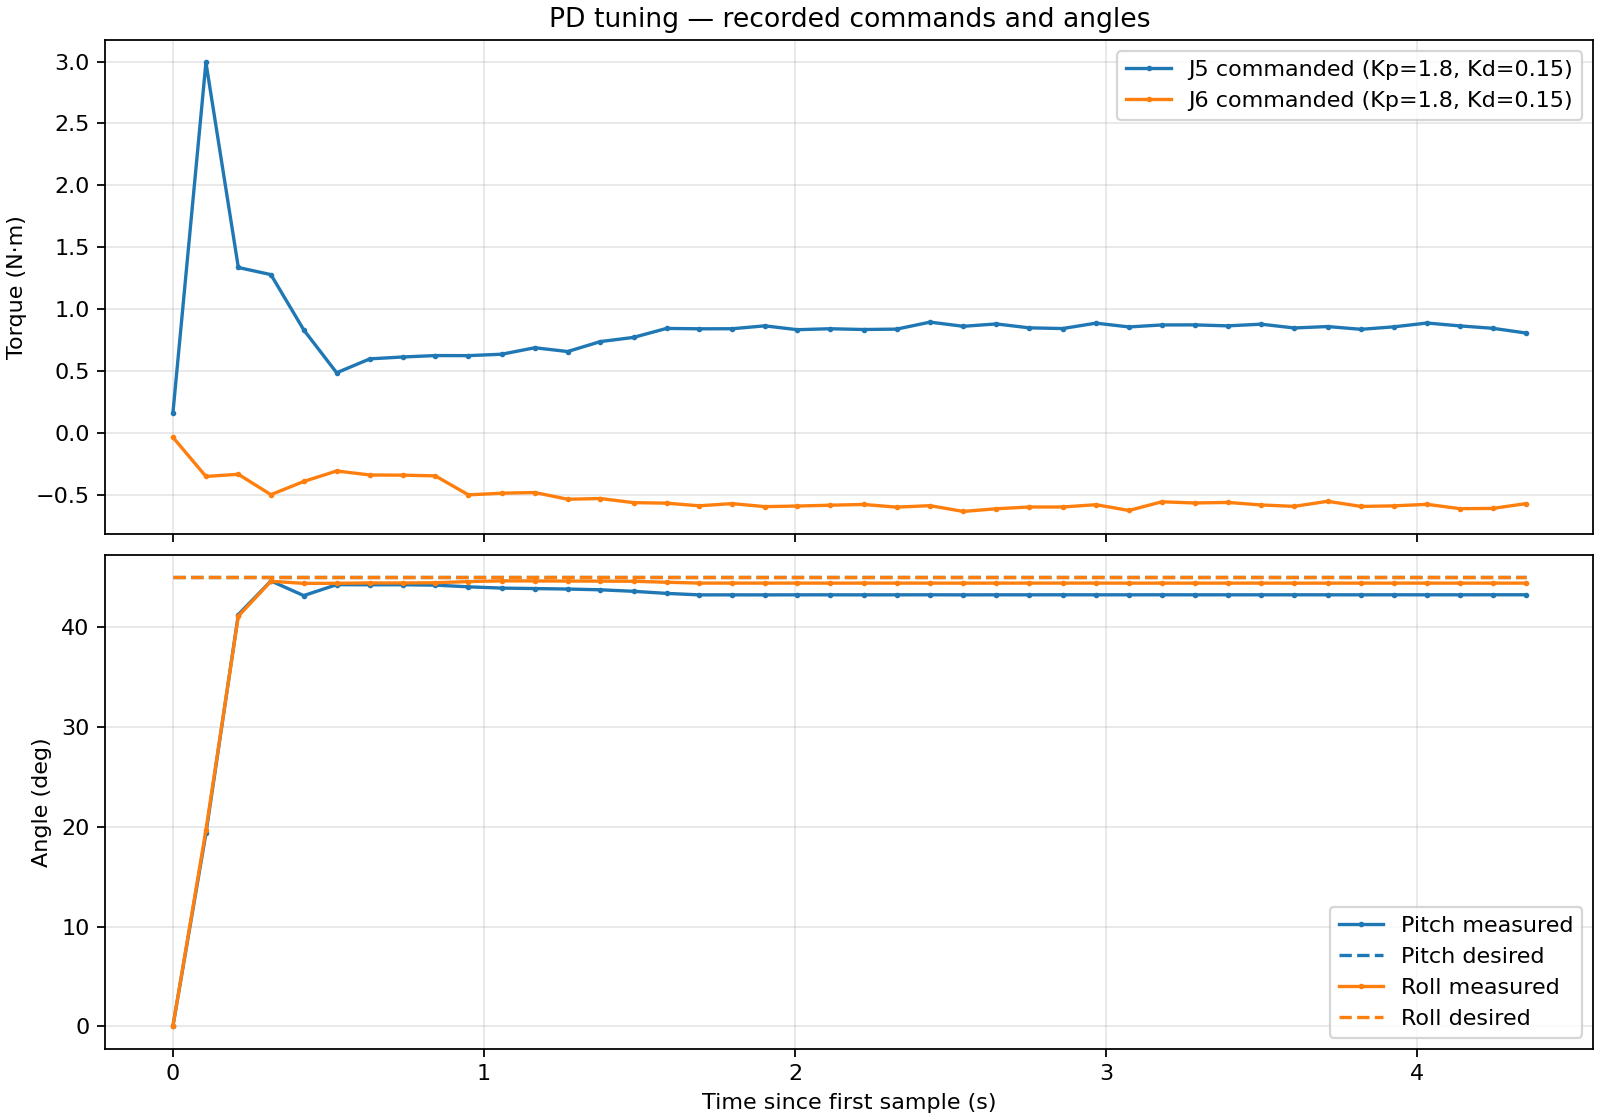 PD tuning — recorded commands and angles
3.0
2.5
2.0
1.5
1.0
0.5
0.0
−0.5
Torque (N·m)
J5 commanded (Kp=1.8, Kd=0.15)
J6 commanded (Kp=1.8, Kd=0.15)
40
30
20
10
0
Angle (deg)
Pitch measured
Pitch desired
Roll measured
Roll desired
0 1 2 3 4
Time since first sample (s)